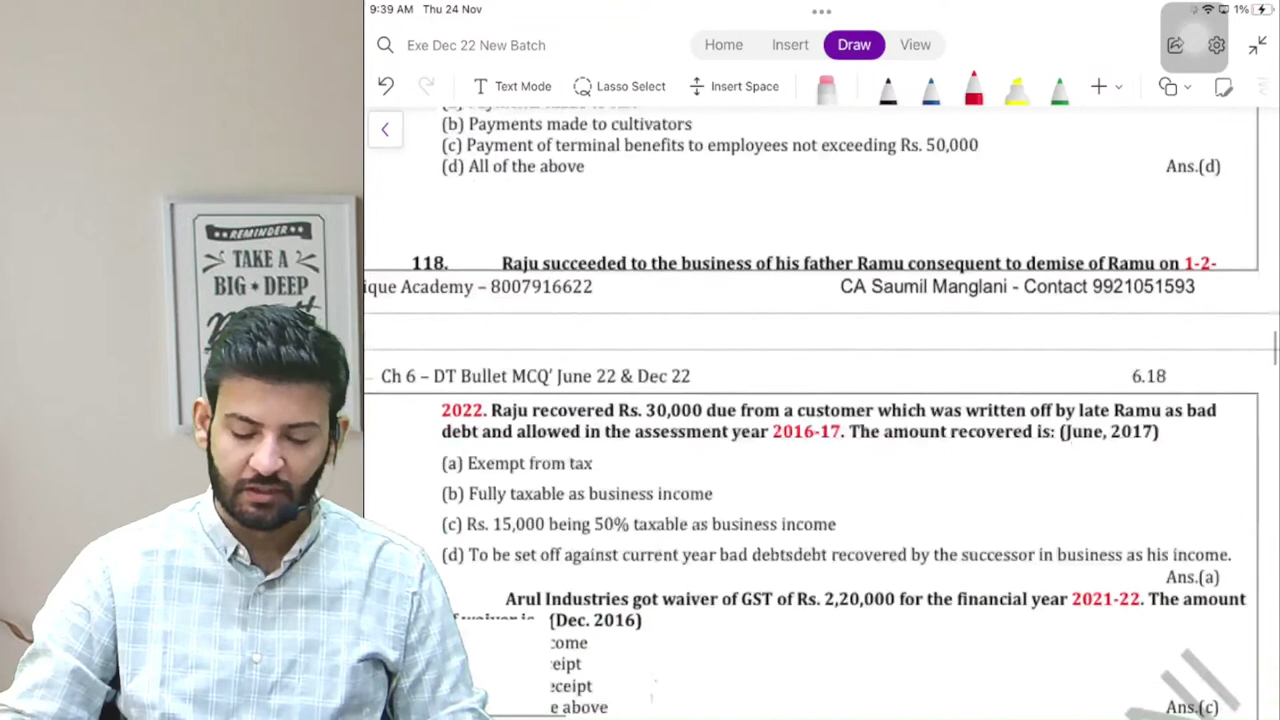 9:39 AM Thu 24 Nov
1%
Exe Dec 22 New Batch
Home Insert Draw View
Text Mode Lasso Select Insert Space
(b) Payments made to cultivators
(c) Payment of terminal benefits to employees not exceeding Rs. 50,000
(d) All of the above Ans.(d)
REMINDER
TAKE A
BIG DEEP
118. Raju succeeded to the business of his father Ramu consequent to demise of Ramu on 1-2-
ique Academy – 8007916622 CA Saumil Manglani - Contact 9921051593
Ch 6 – DT Bullet MCQ' June 22 & Dec 22 6.18
2022. Raju recovered Rs. 30,000 due from a customer which was written off by late Ramu as bad
debt and allowed in the assessment year 2016-17. The amount recovered is: (June, 2017)
(a) Exempt from tax
(b) Fully taxable as business income
(c) Rs. 15,000 being 50% taxable as business income
(d) To be set off against current year bad debtsdebt recovered by the successor in business as his income.
Ans.(a)
Arul Industries got waiver of GST of Rs. 2,20,000 for the financial year 2021-22. The amount
(Dec. 2016)
come
eipt
eceipt
e above Ans.(c)